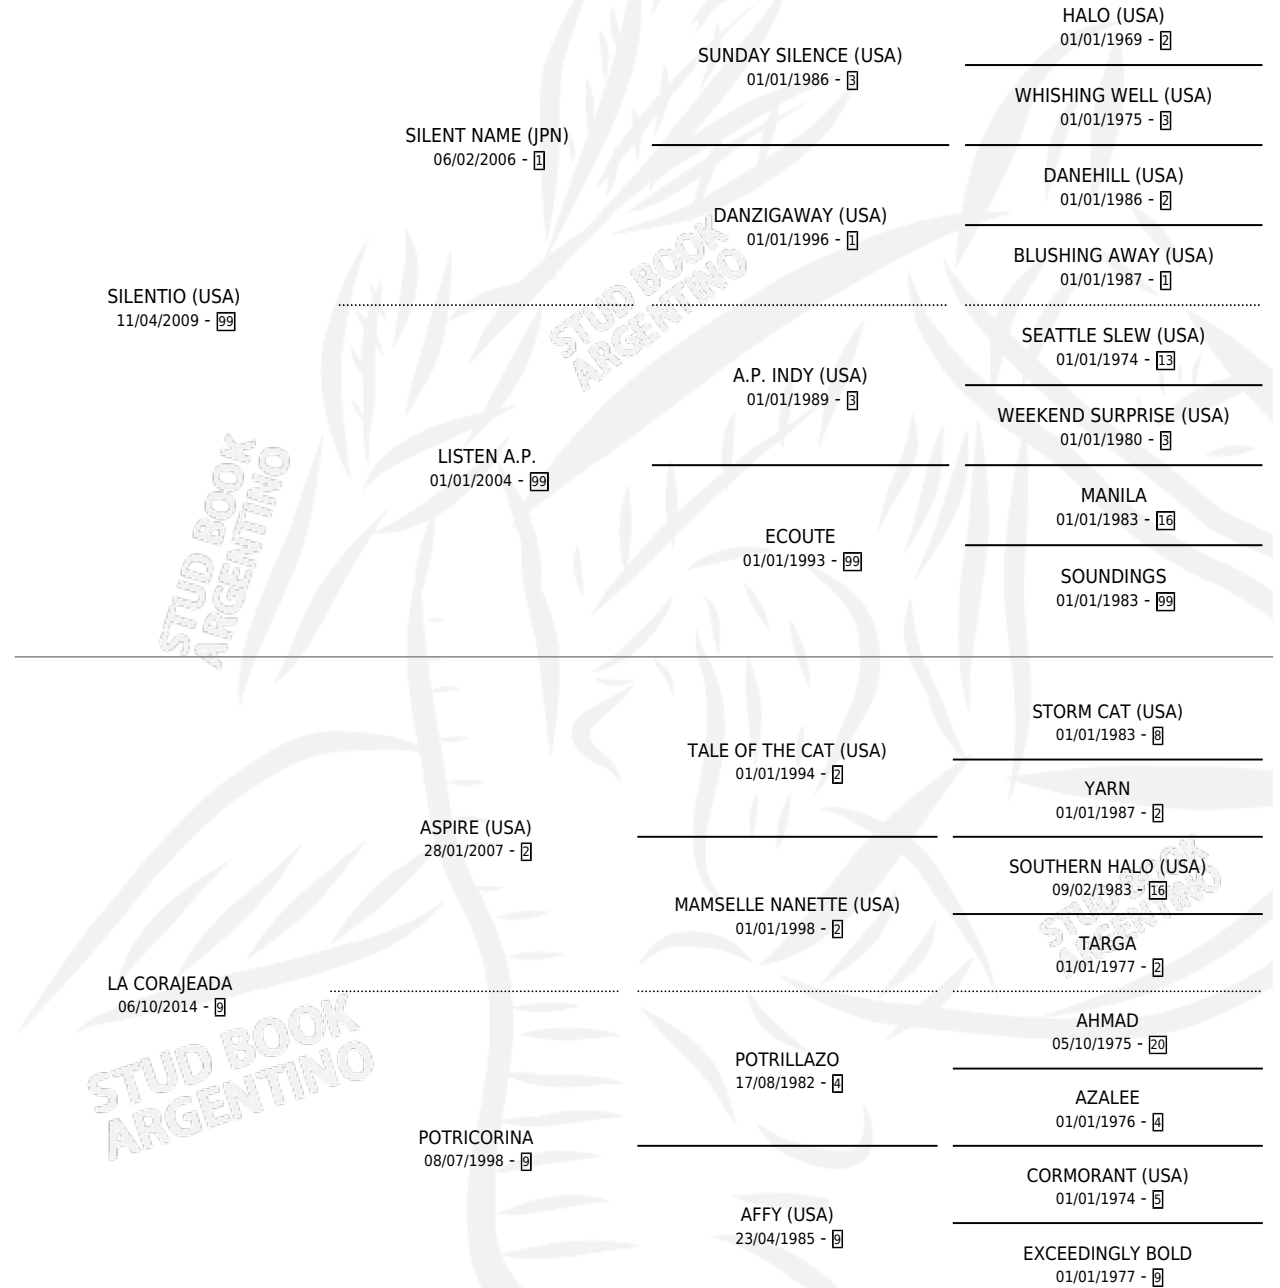 HALO (USA)
01/01/1969 - 2
SUNDAY SILENCE (USA)
01/01/1986 - 3
WHISHING WELL (USA)
01/01/1975 - 3
SILENT NAME (JPN)
06/02/2006 - 1
DANEHILL (USA)
01/01/1986 - 2
DANZIGAWAY (USA)
01/01/1996 - 1
BLUSHING AWAY (USA)
01/01/1987 - 1
SILENTIO (USA)
11/04/2009 - 99
SEATTLE SLEW (USA)
01/01/1974 - 13
A.P. INDY (USA)
01/01/1989 - 3
WEEKEND SURPRISE (USA)
01/01/1980 - 3
LISTEN A.P.
01/01/2004 - 99
MANILA
01/01/1983 - 16
ECOUTE
01/01/1993 - 99
SOUNDINGS
01/01/1983 - 99
STORM CAT (USA)
01/01/1983 - 8
TALE OF THE CAT (USA)
01/01/1994 - 2
YARN
01/01/1987 - 2
ASPIRE (USA)
28/01/2007 - 2
SOUTHERN HALO (USA)
09/02/1983 - 16
MAMSELLE NANETTE (USA)
01/01/1998 - 2
TARGA
01/01/1977 - 2
LA CORAJEADA
06/10/2014 - 9
AHMAD
05/10/1975 - 20
POTRILLAZO
17/08/1982 - 4
AZALEE
01/01/1976 - 4
POTRICORINA
08/07/1998 - 9
CORMORANT (USA)
01/01/1974 - 5
AFFY (USA)
23/04/1985 - 9
EXCEEDINGLY BOLD
01/01/1977 - 9
STUD BOOK
ARGENTINO
STUD BOOK
ARGENTINO
STUD BOOK
ARGENTINO
STUD BOOK
ARGENTINO